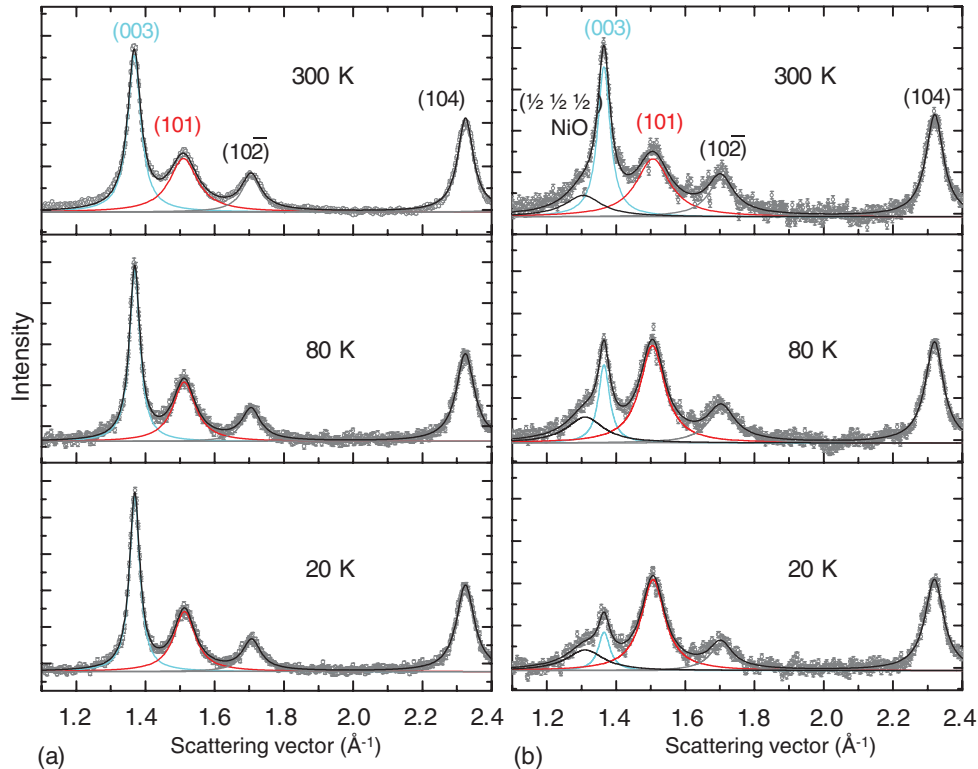 (003)
(101)
(102̅)
300 K
(104)
80 K
20 K
Intensity
1.2 1.4 1.6 1.8 2.0 2.2 2.4
Scattering vector (Å⁻¹)
(a)
(003)
(½ ½ ½)
NiO
(101)
(102̅)
300 K
(104)
80 K
20 K
1.2 1.4 1.6 1.8 2.0 2.2 2.4
Scattering vector (Å⁻¹)
(b)